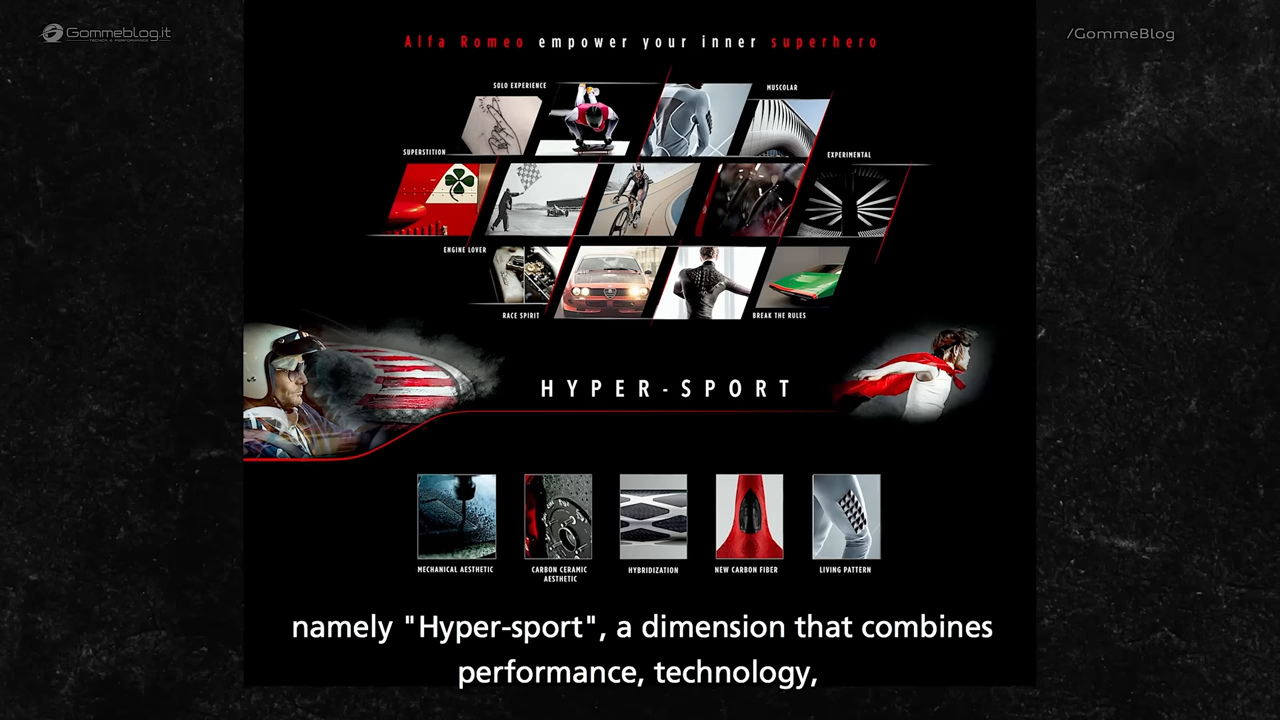 Gommeblog.it
/GommeBlog
Alfa Romeo empower your inner superhero
SOLO EXPERIENCE
MUSCOLAR
SUPERSTITION
EXPERIMENTAL
ENGINE LOVER
RACE SPIRIT
BREAK THE RULES
HYPER-SPORT
MECHANICAL AESTHETIC
CARBON CERAMIC
AESTHETIC
HYBRIDIZATION
NEW CARBON FIBER
LIVING PATTERN
namely "Hyper-sport", a dimension that combines
performance, technology,